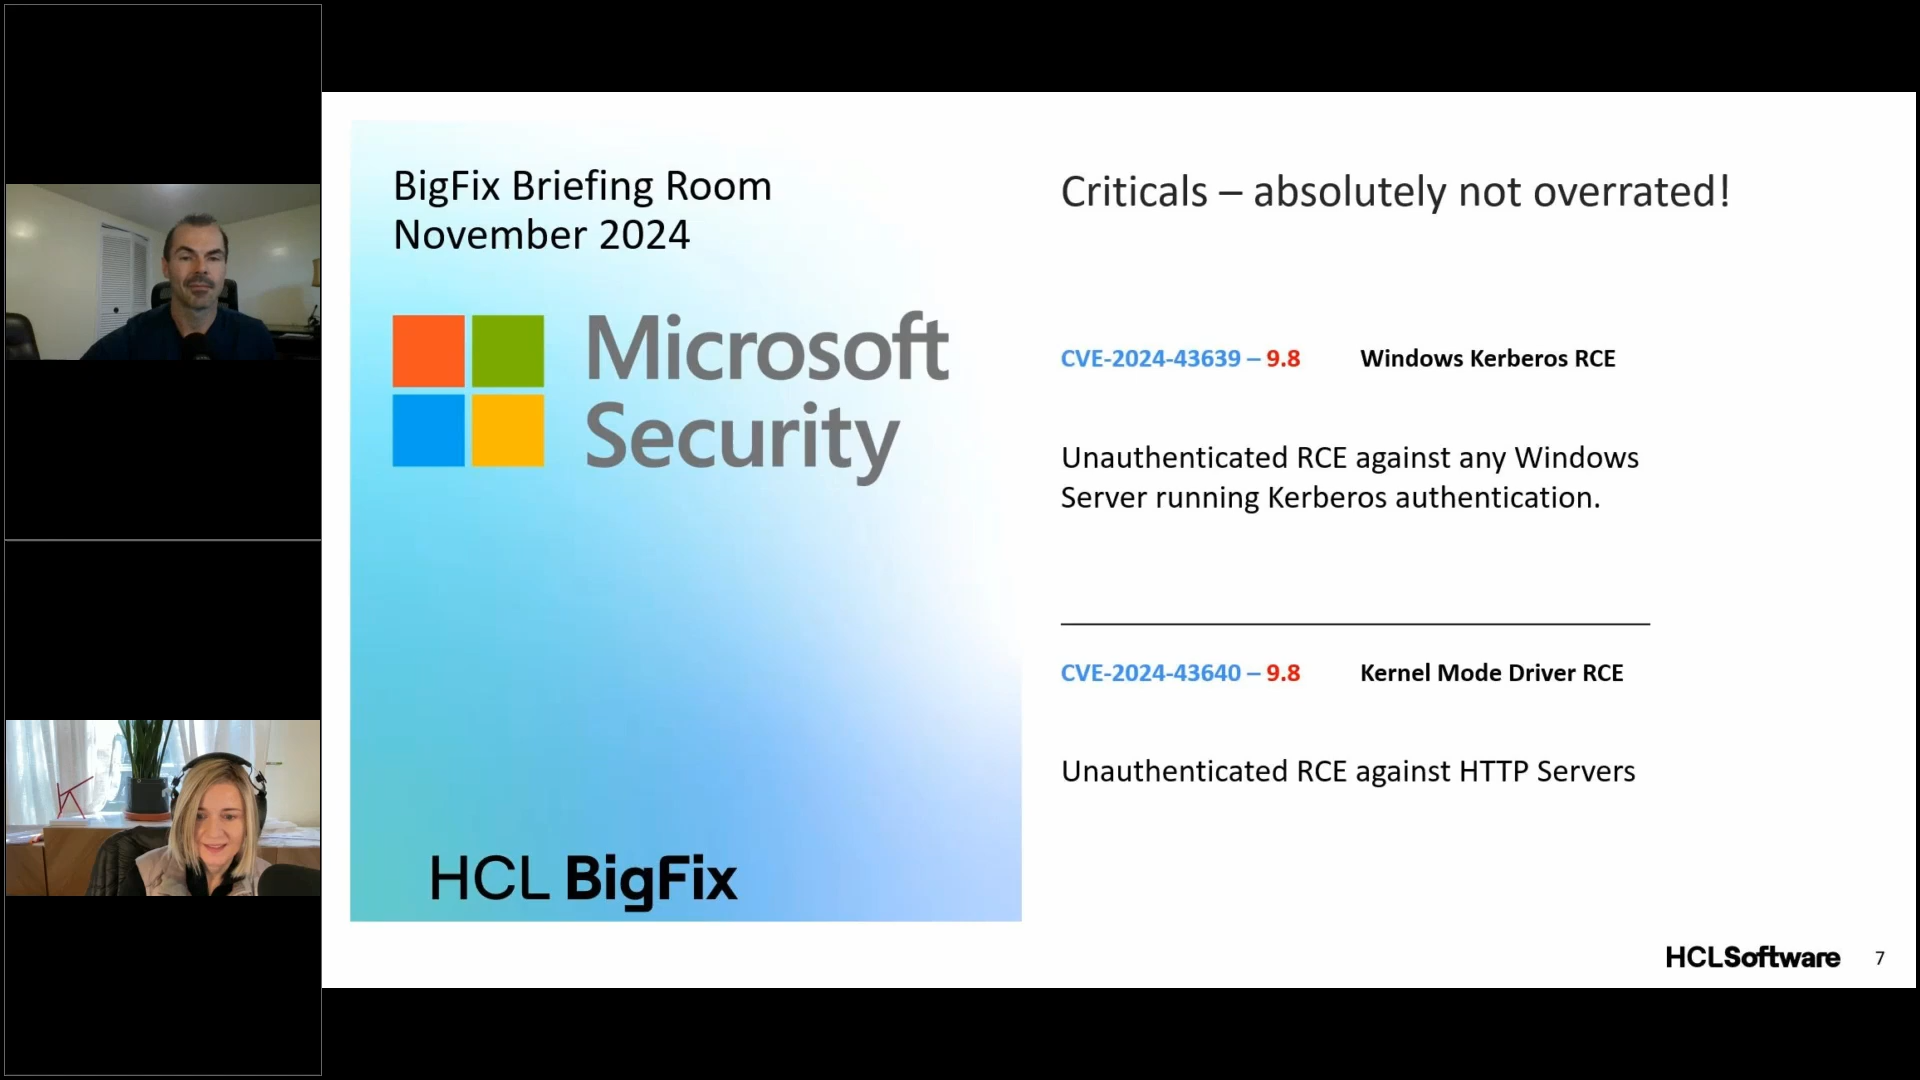 BigFix Briefing Room
November 2024
Microsoft
Security
HCL BigFix
Criticals – absolutely not overrated!
CVE-2024-43639 – 9.8 Windows Kerberos RCE
Unauthenticated RCE against any Windows
Server running Kerberos authentication.
CVE-2024-43640 – 9.8 Kernel Mode Driver RCE
Unauthenticated RCE against HTTP Servers
HCLSoftware 7